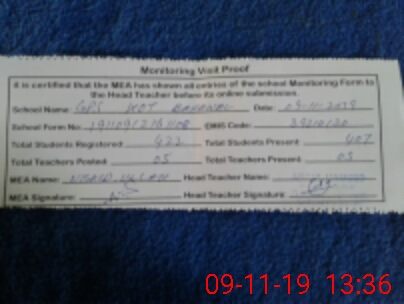 Monitoring Visit Proof
It is certified that the MEA has shown all entries of the school Monitoring Form to
the Head Teacher before its online submission.
School Name: GPS KOT Date: 09-11-2019
School Form No: EMIS Code:
Total Students Registered: 422 Total Students Present: 407
Total Teachers Posted: 05 Total Teachers Present: 03
MEA Name: Head Teacher Name:
MEA Signature: Head Teacher Signature:
09-11-19 13:36